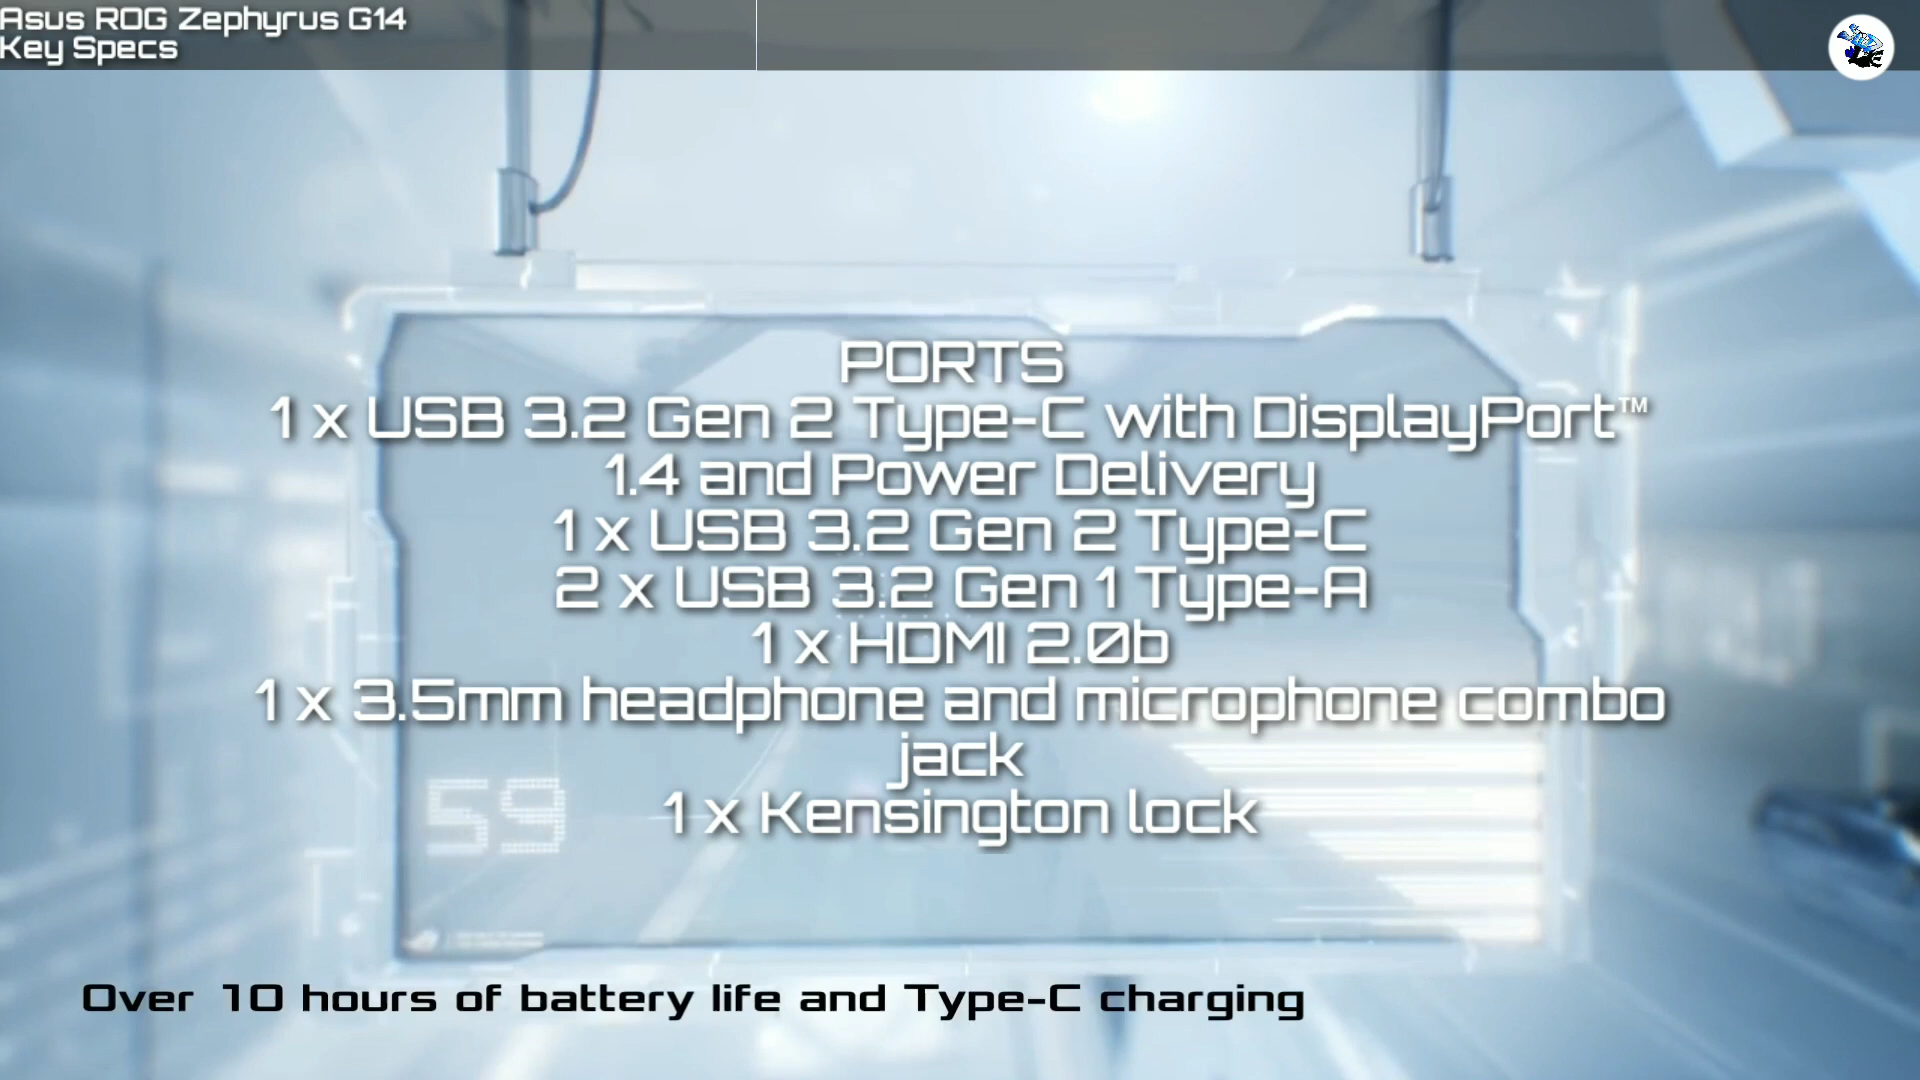 Asus ROG Zephyrus G14
Key Specs
PORTS
1 x USB 3.2 Gen 2 Type-C with DisplayPort™
1.4 and Power Delivery
1 x USB 3.2 Gen 2 Type-C
2 x USB 3.2 Gen 1 Type-A
1 x HDMI 2.0b
1 x 3.5mm headphone and microphone combo
jack
1 x Kensington lock
59
Over 10 hours of battery life and Type-C charging